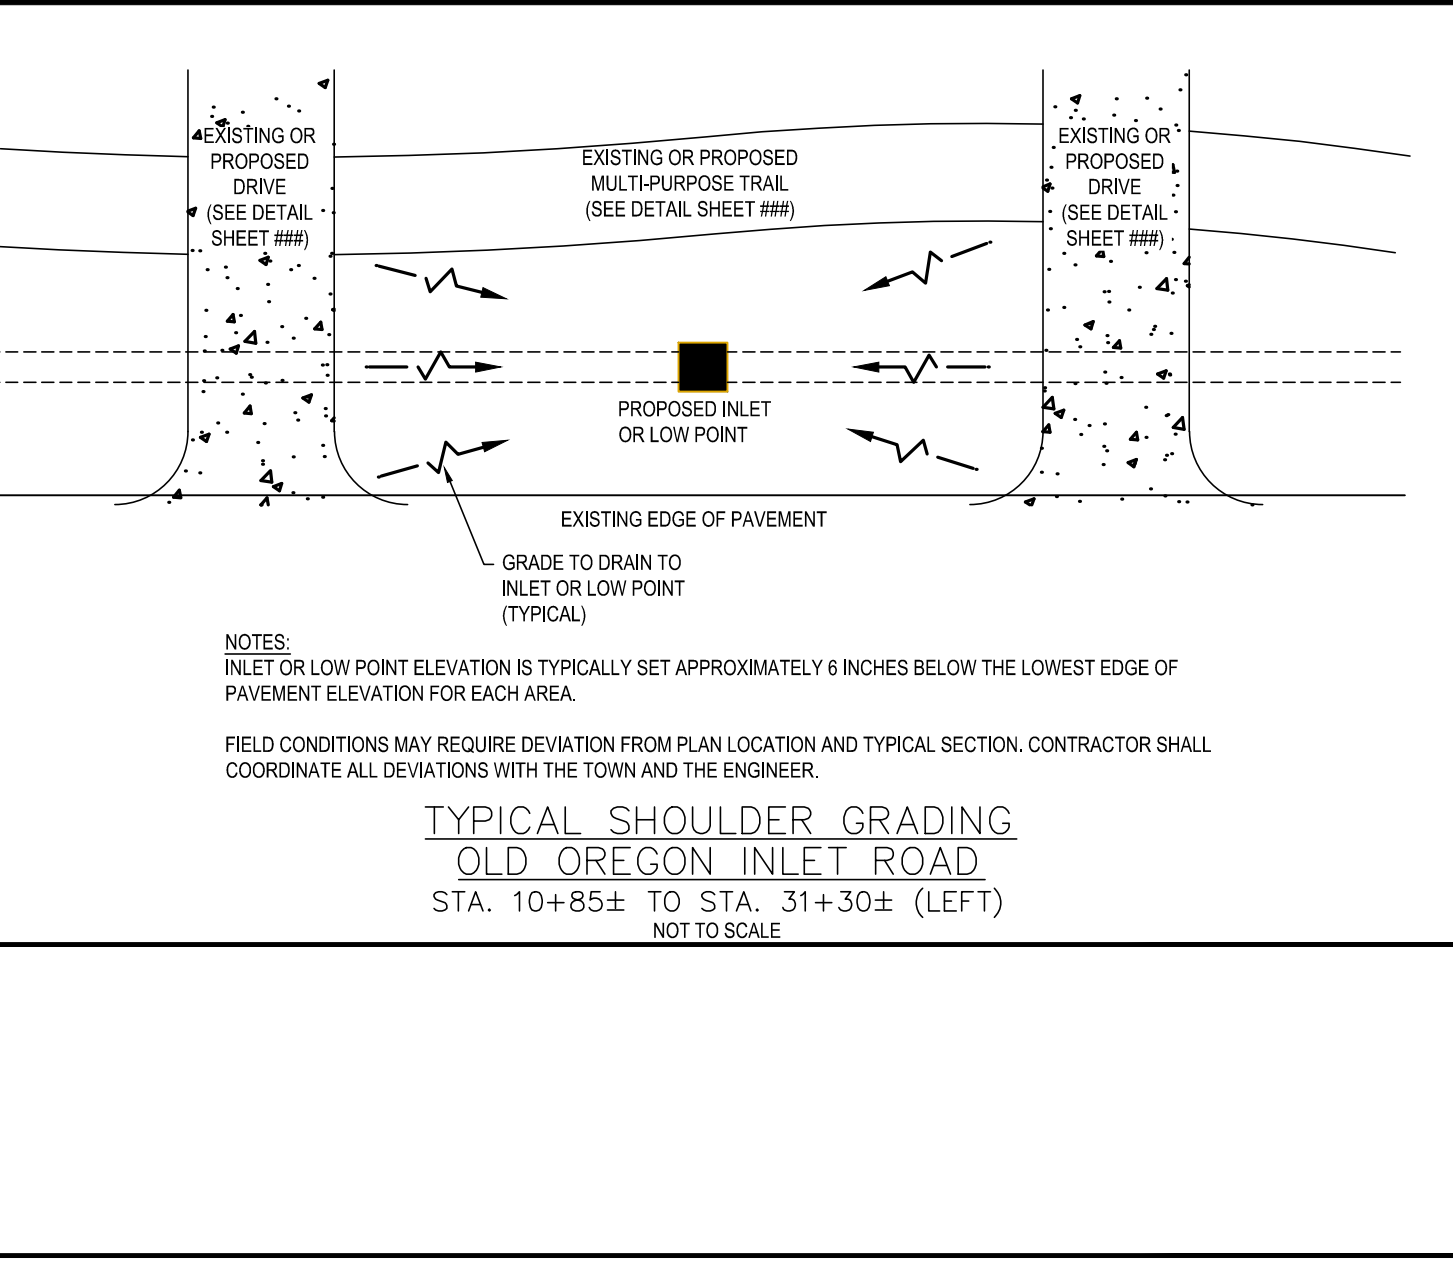 EXISTING OR
PROPOSED
DRIVE
(SEE DETAIL
SHEET ###)
EXISTING OR PROPOSED
MULTI-PURPOSE TRAIL
(SEE DETAIL SHEET ###)
EXISTING OR
PROPOSED
DRIVE
(SEE DETAIL
SHEET ###)
PROPOSED INLET
OR LOW POINT
EXISTING EDGE OF PAVEMENT
GRADE TO DRAIN TO
INLET OR LOW POINT
(TYPICAL)
NOTES:
INLET OR LOW POINT ELEVATION IS TYPICALLY SET APPROXIMATELY 6 INCHES BELOW THE LOWEST EDGE OF
PAVEMENT ELEVATION FOR EACH AREA.
FIELD CONDITIONS MAY REQUIRE DEVIATION FROM PLAN LOCATION AND TYPICAL SECTION. CONTRACTOR SHALL
COORDINATE ALL DEVIATIONS WITH THE TOWN AND THE ENGINEER.
TYPICAL SHOULDER GRADING
OLD OREGON INLET ROAD
STA. 10+85± TO STA. 31+30± (LEFT)
NOT TO SCALE